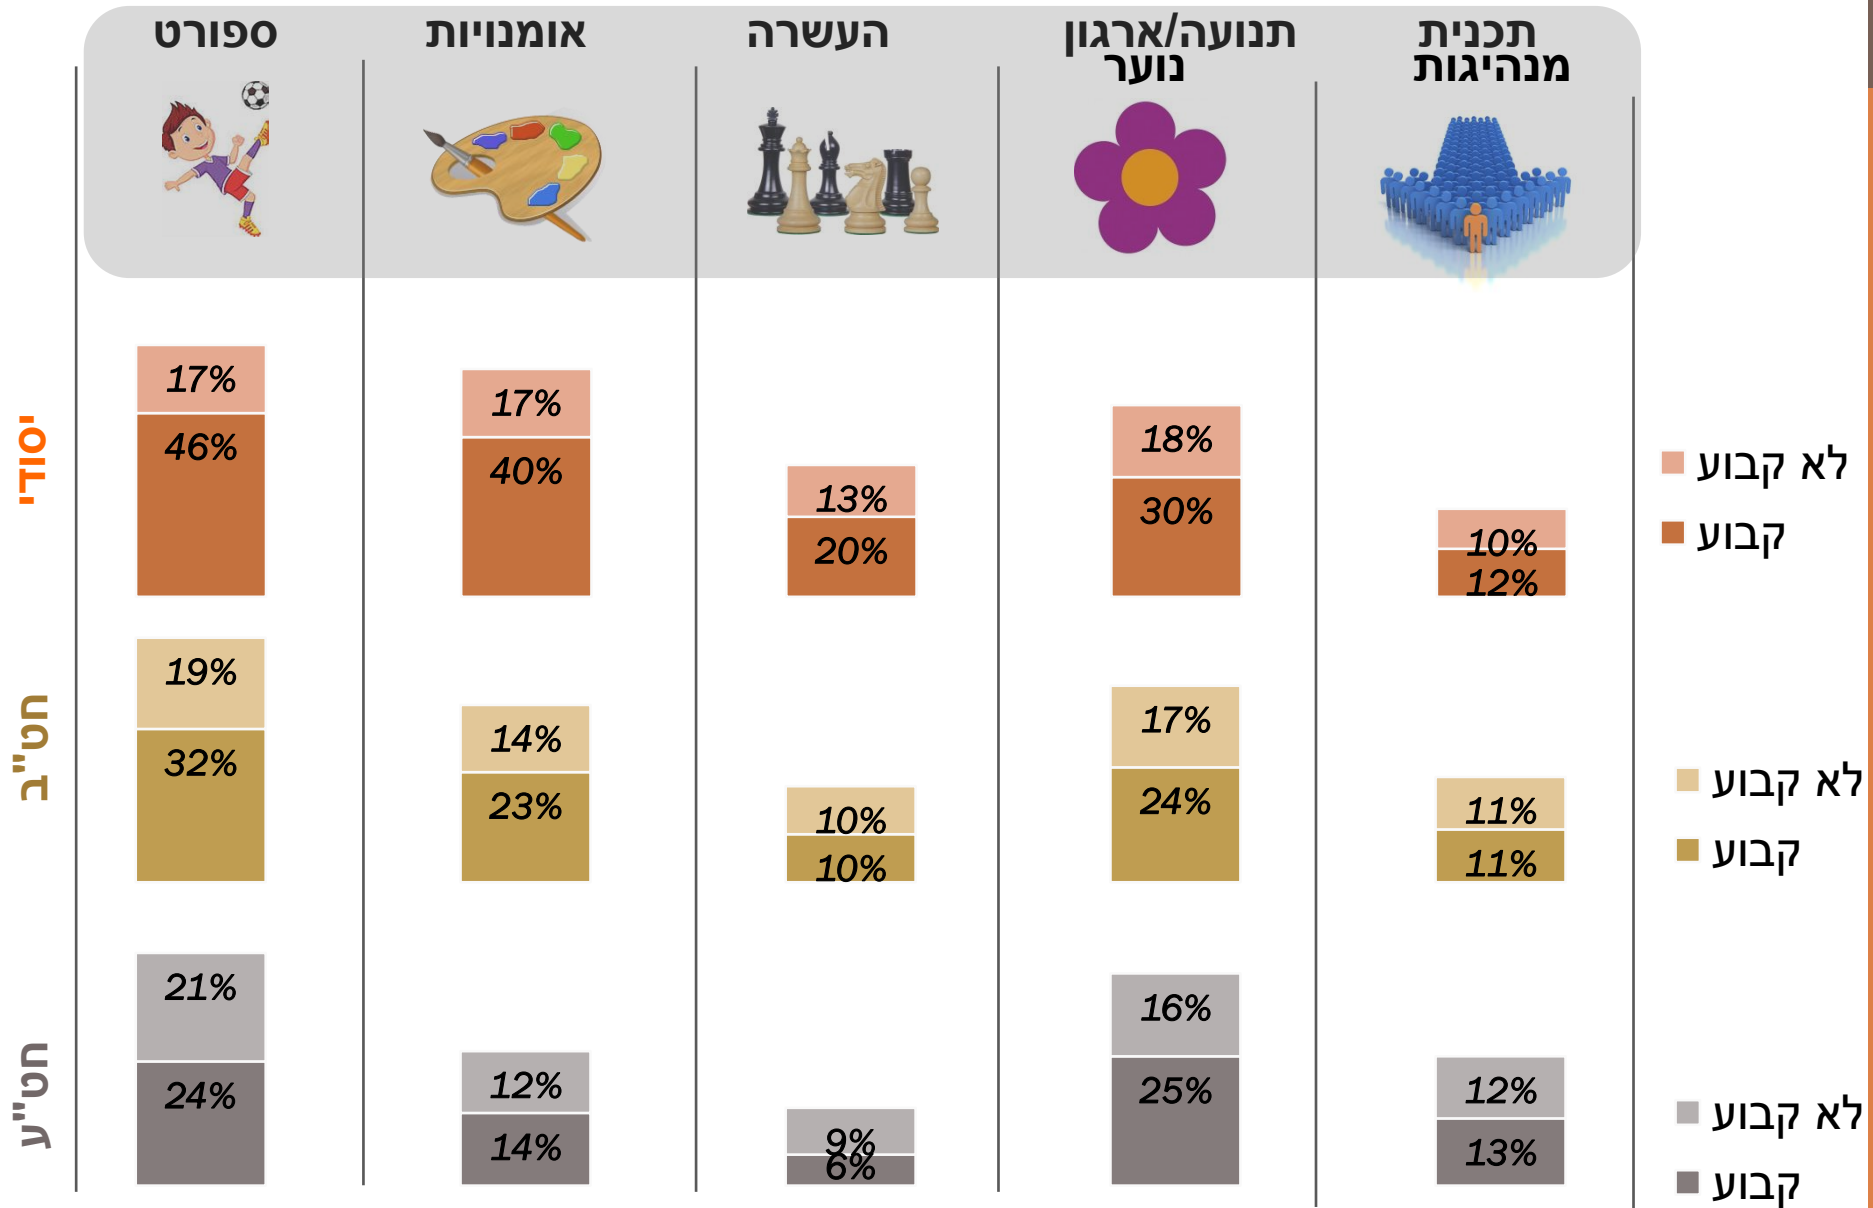 תכנית
מנהיגות
תנועה/ארגון
נוער
העשרה
אומנויות
ספורט
יסודי
17%
46%
17%
40%
13%
20%
18%
30%
10%
12%
לא קבוע
קבוע
חט"ב
19%
32%
14%
23%
10%
10%
17%
24%
11%
11%
לא קבוע
קבוע
חט"ע
21%
24%
12%
14%
9%
6%
16%
25%
12%
13%
לא קבוע
קבוע